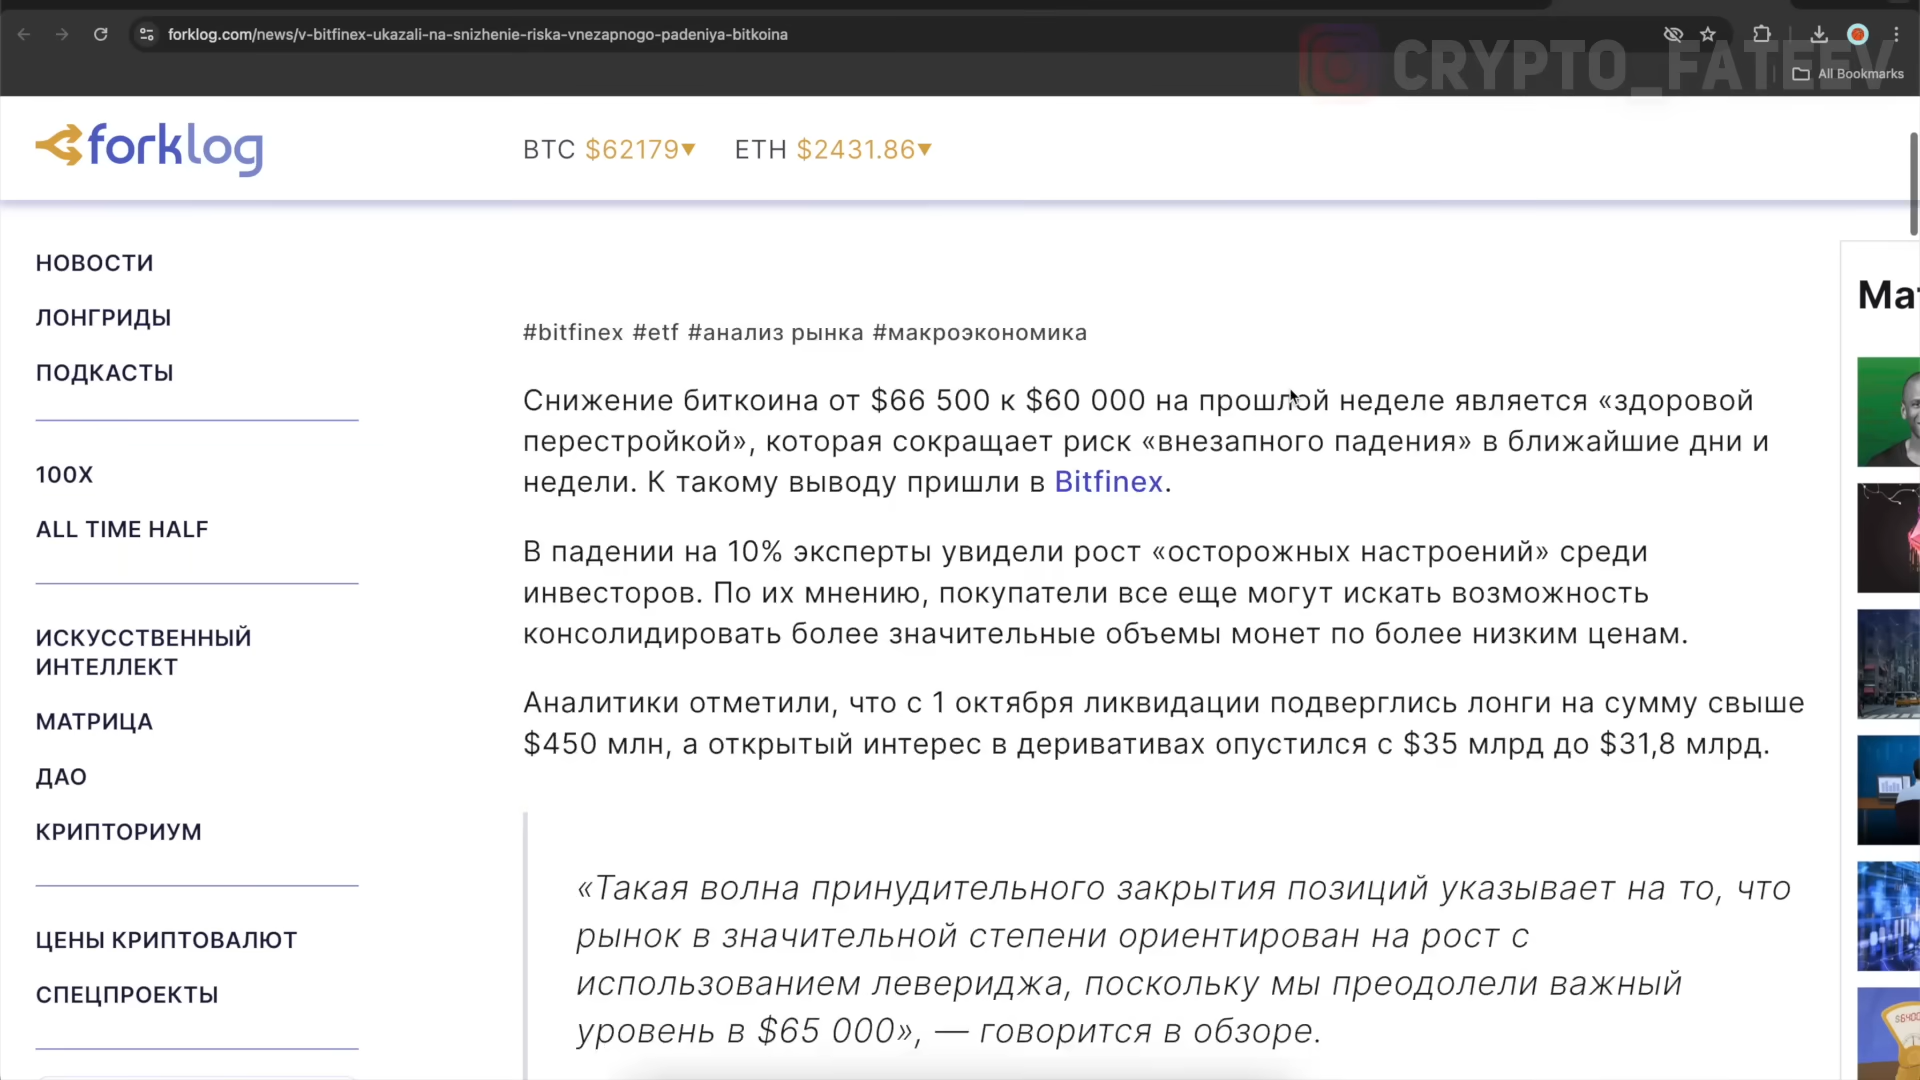 forklog.com/news/v-bitfinex-ukazali-na-snizhenie-riska-vnezapnogo-padeniya-bitkoina
CRYPTO_FATEEV
All Bookmarks
forklog
BTC $62179▼ ETH $2431.86▼
НОВОСТИ
ЛОНГРИДЫ
ПОДКАСТЫ
100X
ALL TIME HALF
ИСКУССТВЕННЫЙ
ИНТЕЛЛЕКТ
МАТРИЦА
ДАО
КРИПТОРИУМ
ЦЕНЫ КРИПТОВАЛЮТ
СПЕЦПРОЕКТЫ
#bitfinex #etf #анализ рынка #макроэкономика
Снижение биткоина от $66 500 к $60 000 на прошлой неделе является «здоровой
перестройкой», которая сокращает риск «внезапного падения» в ближайшие дни и
недели. К такому выводу пришли в Bitfinex.
В падении на 10% эксперты увидели рост «осторожных настроений» среди
инвесторов. По их мнению, покупатели все еще могут искать возможность
консолидировать более значительные объемы монет по более низким ценам.
Аналитики отметили, что с 1 октября ликвидации подверглись лонги на сумму свыше
$450 млн, а открытый интерес в деривативах опустился с $35 млрд до $31,8 млрд.
«Такая волна принудительного закрытия позиций указывает на то, что
рынок в значительной степени ориентирован на рост с
использованием левериджа, поскольку мы преодолели важный
уровень в $65 000», — говорится в обзоре.